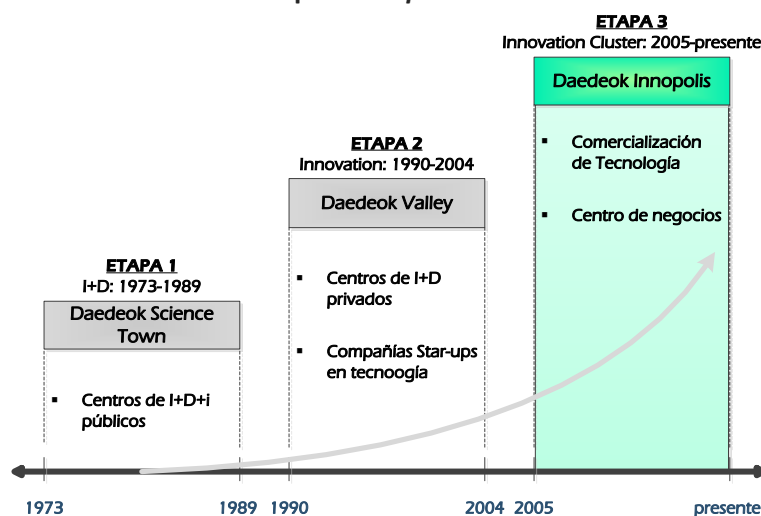 ETAPA 3
Innovation Cluster: 2005-presente
Daedeok Innopolis
▪ Comercialización
de Tecnología
▪ Centro de negocios
ETAPA 2
Innovation: 1990-2004
Daedeok Valley
▪ Centros de I+D
privados
▪ Compañías Star-ups
en tecnoogía
ETAPA 1
I+D: 1973-1989
Daedeok Science
Town
▪ Centros de I+D+i
públicos
1973 1989 1990 2004 2005 presente